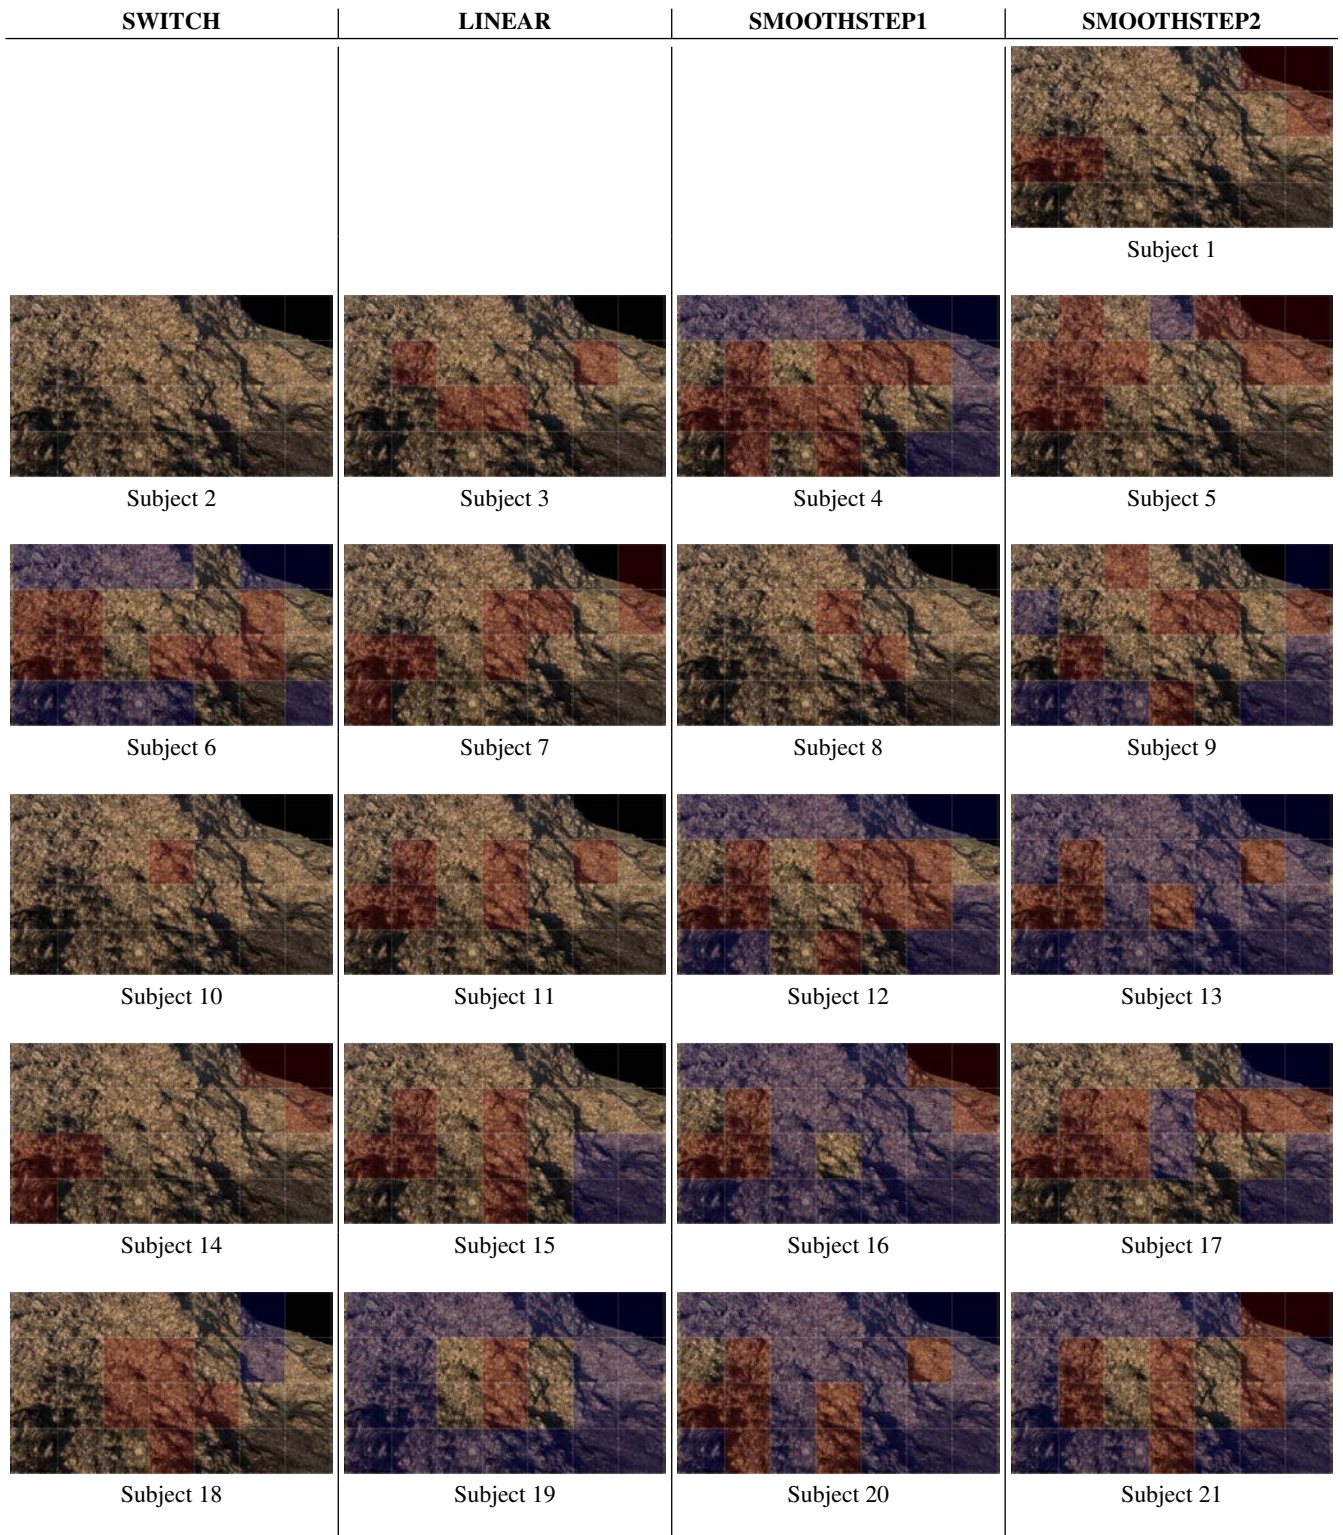 SWITCH LINEAR SMOOTHSTEP1 SMOOTHSTEP2
Subject 1
Subject 2 Subject 3 Subject 4 Subject 5
Subject 6 Subject 7 Subject 8 Subject 9
Subject 10 Subject 11 Subject 12 Subject 13
Subject 14 Subject 15 Subject 16 Subject 17
Subject 18 Subject 19 Subject 20 Subject 21